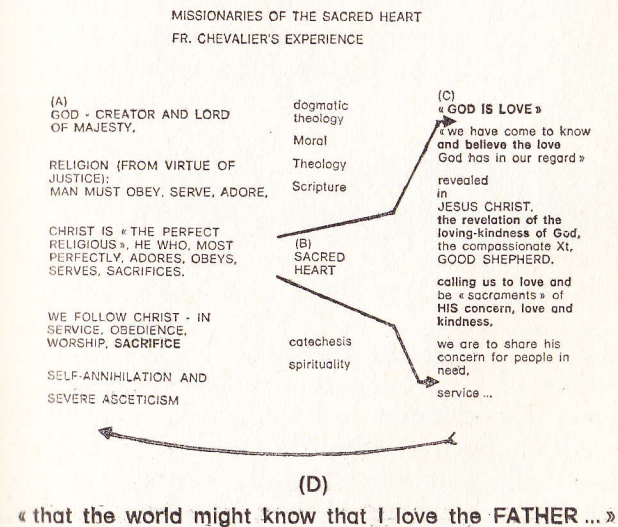 MISSIONARIES OF THE SACRED HEART
FR. CHEVALIER'S EXPERIENCE
(A)
GOD - CREATOR AND LORD
OF MAJESTY,
RELIGION (FROM VIRTUE OF
JUSTICE);
MAN MUST OBEY, SERVE, ADORE,
CHRIST IS « THE PERFECT
RELIGIOUS », HE WHO, MOST
PERFECTLY, ADORES, OBEYS,
SERVES, SACRIFICES.
WE FOLLOW CHRIST - IN
SERVICE, OBEDIENCE,
WORSHIP, SACRIFICE
SELF-ANNIHILATION AND
SEVERE ASCETICISM
dogmatic
theology
Moral
Theology
Scripture
(B)
SACRED
HEART
catechesis
spirituality
(C)
« GOD IS LOVE »
« we have come to know
and believe the love
God has in our regard »
revealed
in
JESUS CHRIST,
the revelation of the
loving-kindness of God,
the compassionate Xt,
GOOD SHEPHERD.
calling us to love and
be « sacraments » of
HIS concern, love and
kindness,
we are to share his
concern for people in
need,
service ...
(D)
« that the world might know that I love the FATHER ... »